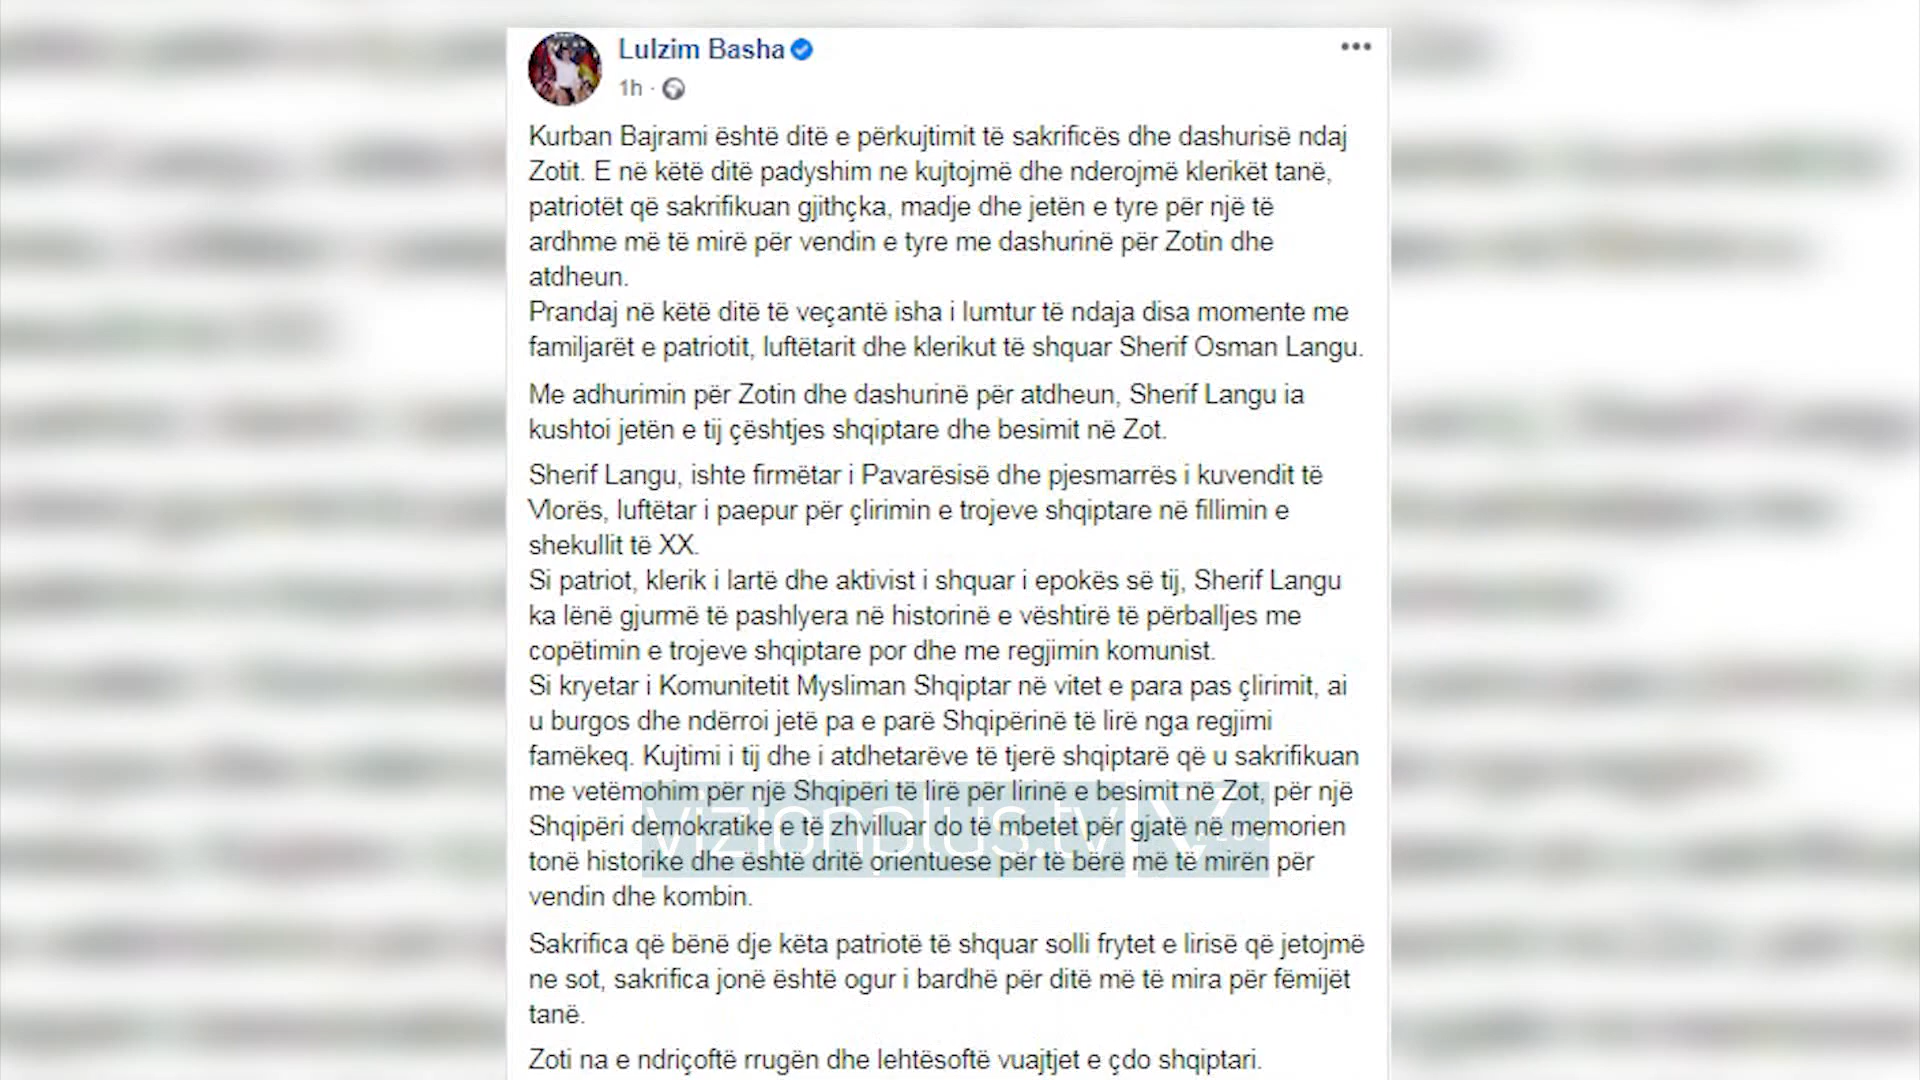 Lulzim Basha
1h ·
Kurban Bajrami është ditë e përkujtimit të sakrificës dhe dashurisë ndaj
Zotit. E në këtë ditë padyshim ne kujtojmë dhe nderojmë klerikët tanë,
patriotët që sakrifikuan gjithçka, madje dhe jetën e tyre për një të
ardhme më të mirë për vendin e tyre me dashurinë për Zotin dhe
atdheun.
Prandaj në këtë ditë të veçantë isha i lumtur të ndaja disa momente me
familjarët e patriotit, luftëtarit dhe klerikut të shquar Sherif Osman Langu.
Me adhurimin për Zotin dhe dashurinë për atdheun, Sherif Langu ia
kushtoi jetën e tij çështjes shqiptare dhe besimit në Zot.
Sherif Langu, ishte firmëtar i Pavarësisë dhe pjesmarrës i kuvendit të
Vlorës, luftëtar i paepur për çlirimin e trojeve shqiptare në fillimin e
shekullit të XX.
Si patriot, klerik i lartë dhe aktivist i shquar i epokës së tij, Sherif Langu
ka lënë gjurmë të pashlyera në historinë e vështirë të përballjes me
copëtimin e trojeve shqiptare por dhe me regjimin komunist.
Si kryetar i Komunitetit Mysliman Shqiptar në vitet e para pas çlirimit, ai
u burgos dhe ndërroi jetë pa e parë Shqipërinë të lirë nga regjimi
famëkeq. Kujtimi i tij dhe i atdhetarëve të tjerë shqiptarë që u sakrifikuan
me vetëmohim për një Shqipëri të lirë për lirinë e besimit në Zot, për një
Shqipëri demokratike e të zhvilluar do të mbetet për gjatë në memorien
tonë historike dhe është dritë orientuese për të bërë më të mirën për
vendin dhe kombin.
vizionplus.tv
Sakrifica që bënë dje këta patriotë të shquar solli frytet e lirisë që jetojmë
ne sot, sakrifica jonë është ogur i bardhë për ditë më të mira për fëmijët
tanë.
Zoti na e ndriçoftë rrugën dhe lehtësoftë vuajtjet e çdo shqiptari.